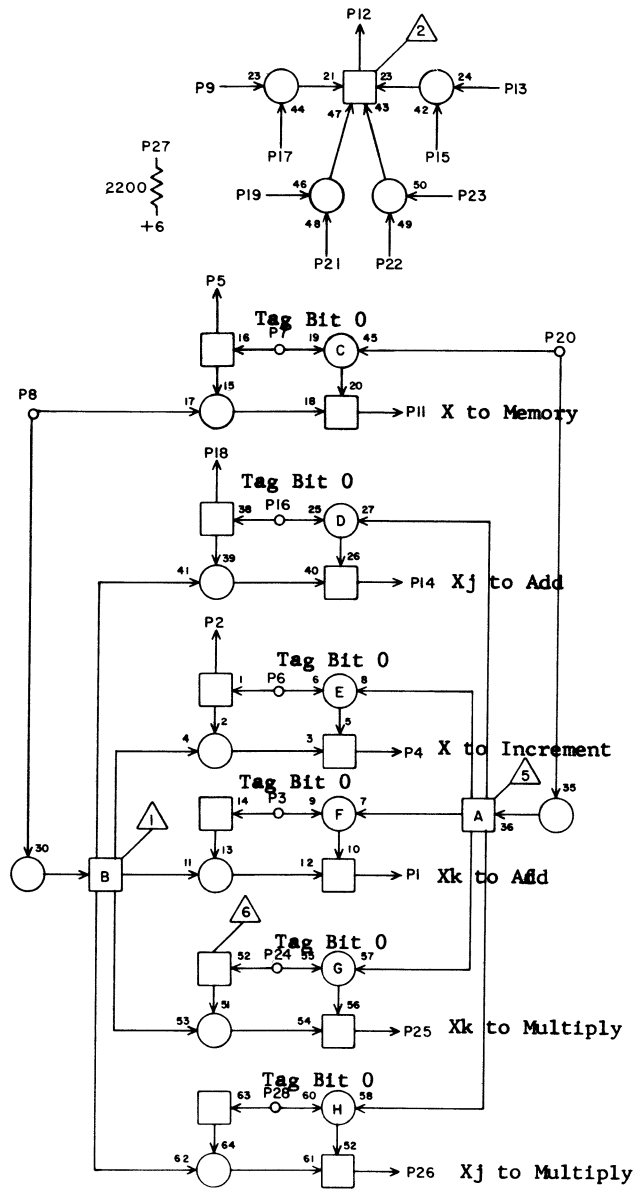 P12
2
P9
23
21
23
24
P13
44
47
43
42
P17
P15
P27
2200
+6
P19
46
50
P23
48
49
P21
P22
P5
Tag Bit 0
P7
16
19
C
45
P20
15
20
P8
17
18
P11
X to Memory
P18
Tag Bit 0
P16
38
25
D
27
39
26
41
40
P14
Xj to Add
P2
Tag Bit 0
P6
1
6
E
8
2
5
4
3
P4
X to Increment
Tag Bit 0
P3
14
9
F
7
A
5
36
35
1
13
10
30
B
11
12
P1
Xk to Add
6
Tag Bit 0
P24
52
55
G
57
51
56
53
54
P25
Xk to Multiply
Tag Bit 0
P28
63
60
H
58
64
52
62
61
P26
Xj to Multiply